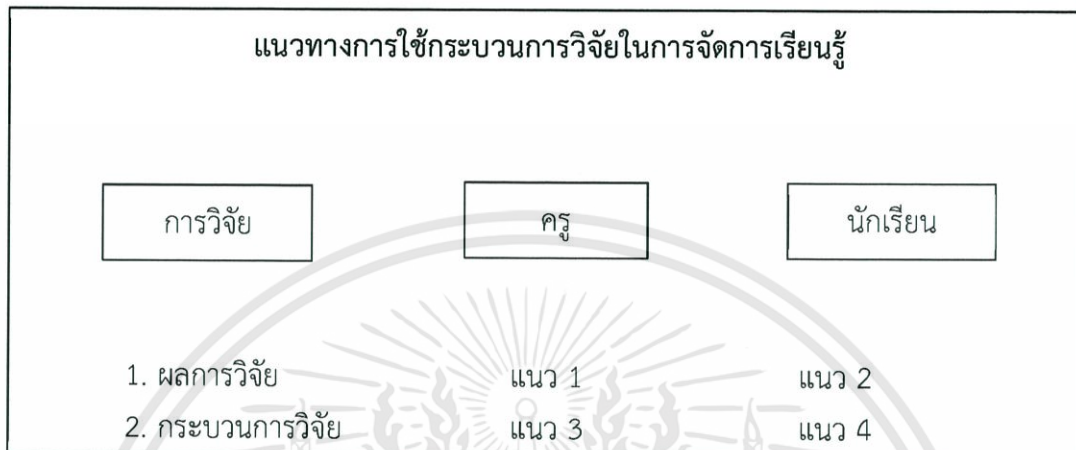 แนวทางการใช้กระบวนการวิจัยในการจัดการเรียนรู้
การวิจัย ครู นักเรียน
1. ผลการวิจัย แนว 1 แนว 2
2. กระบวนการวิจัย แนว 3 แนว 4